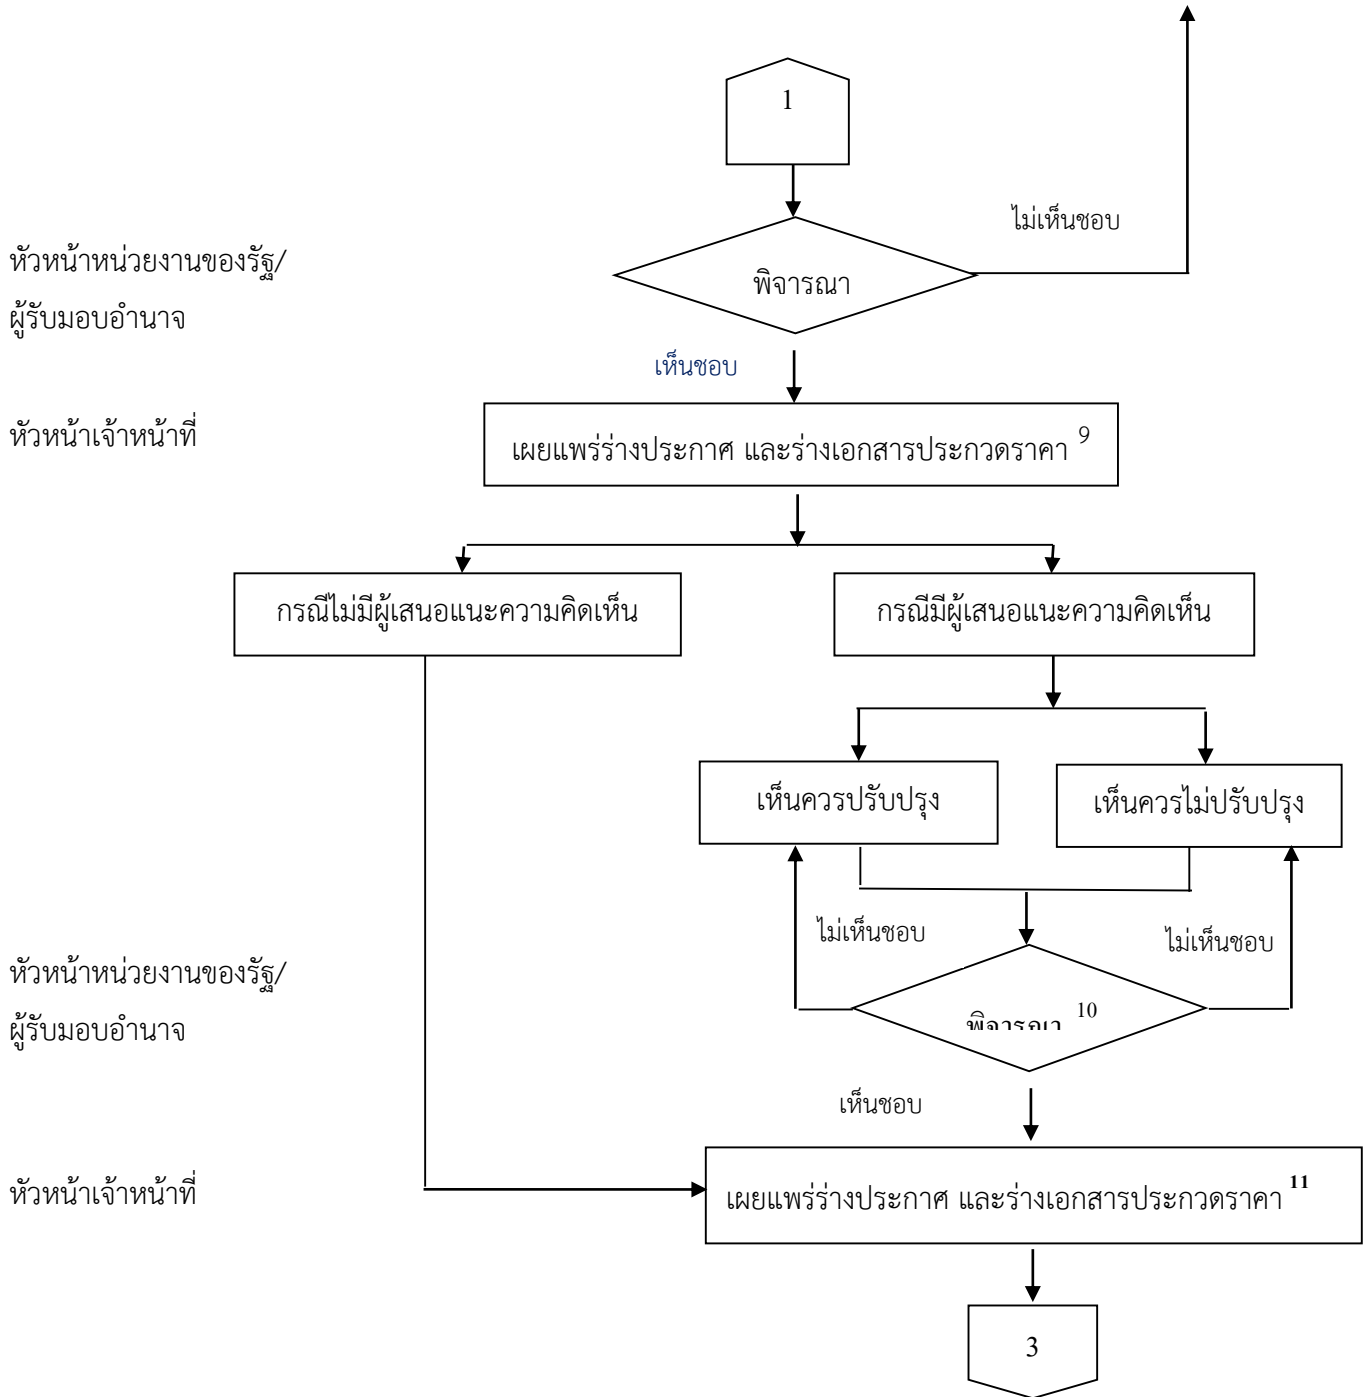 1
ไม่เห็นชอบ
หัวหน้าหน่วยงานของรัฐ/
ผู้รับมอบอำนาจ
พิจารณา
เห็นชอบ
หัวหน้าเจ้าหน้าที่
เผยแพร่ร่างประกาศ และร่างเอกสารประกวดราคา 9
กรณีไม่มีผู้เสนอแนะความคิดเห็น
กรณีมีผู้เสนอแนะความคิดเห็น
เห็นควรปรับปรุง
เห็นควรไม่ปรับปรุง
ไม่เห็นชอบ
ไม่เห็นชอบ
หัวหน้าหน่วยงานของรัฐ/
ผู้รับมอบอำนาจ
พิจารณา 10
เห็นชอบ
หัวหน้าเจ้าหน้าที่
เผยแพร่ร่างประกาศ และร่างเอกสารประกวดราคา 11
3